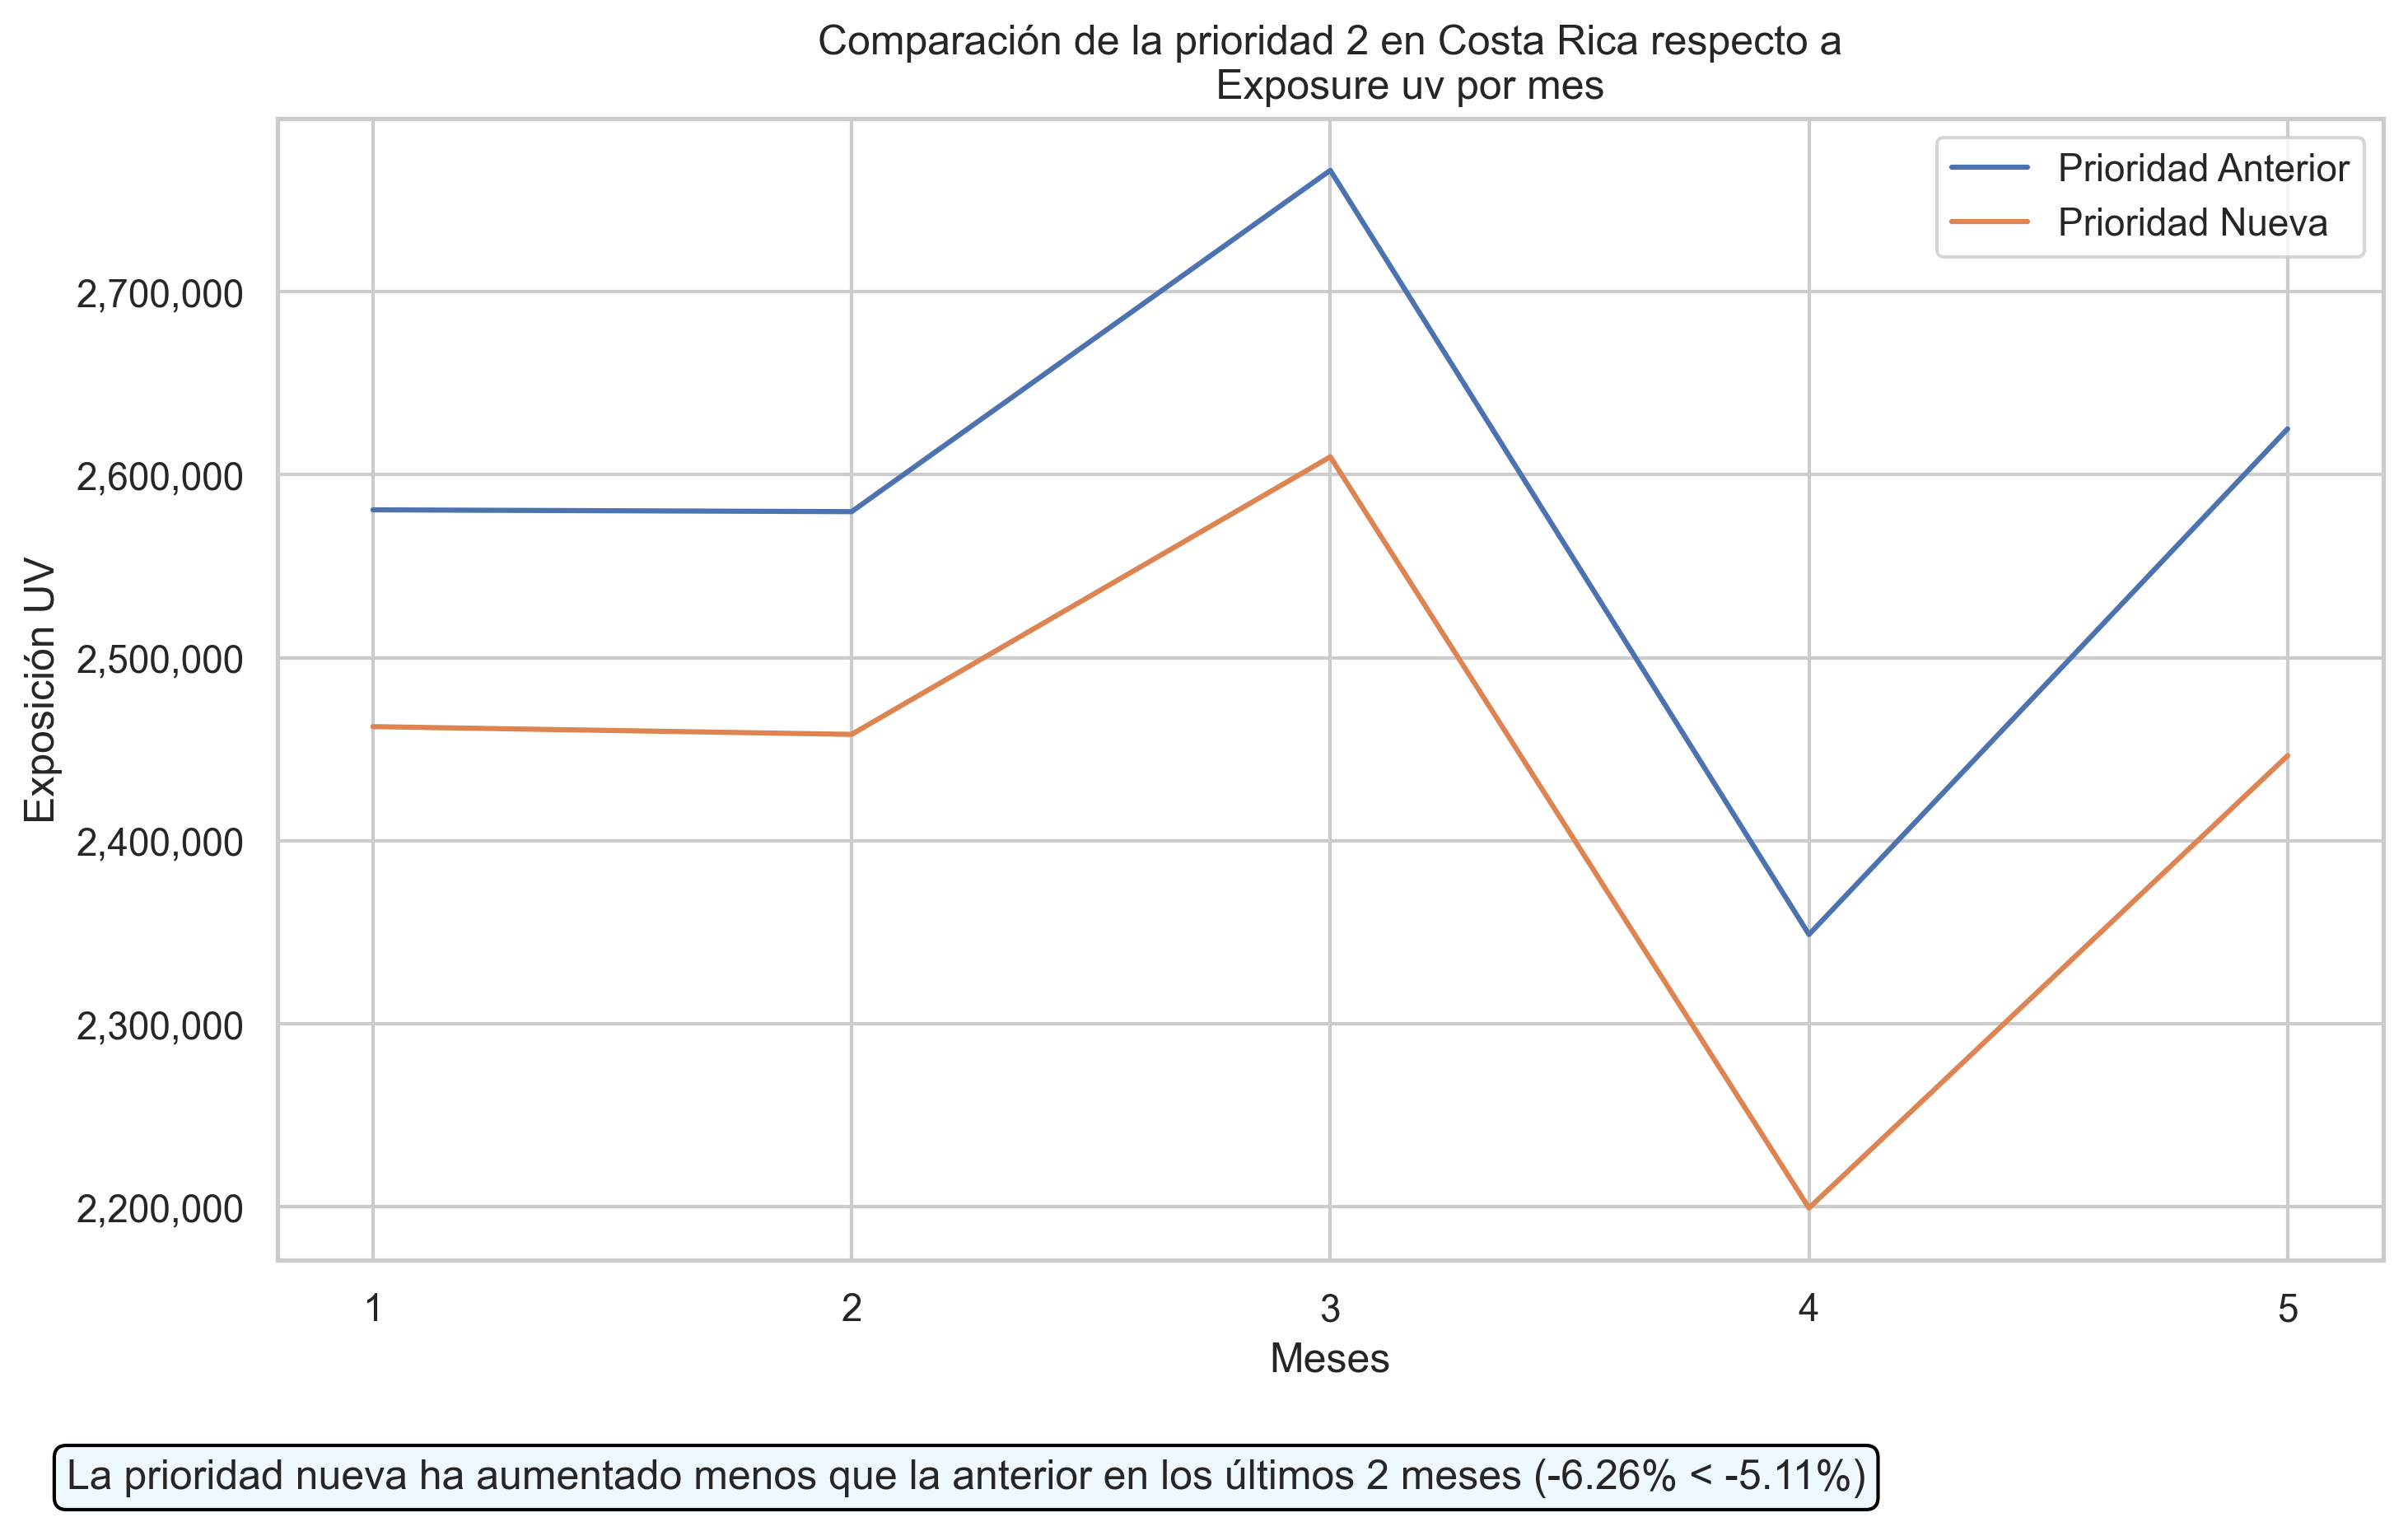 Comparación de la prioridad 2 en Costa Rica respecto a
Exposure uv por mes
Prioridad Anterior
Prioridad Nueva
Exposición UV
2,700,000
2,600,000
2,500,000
2,400,000
2,300,000
2,200,000
1 2 3 4 5
Meses
La prioridad nueva ha aumentado menos que la anterior en los últimos 2 meses (-6.26% < -5.11%)